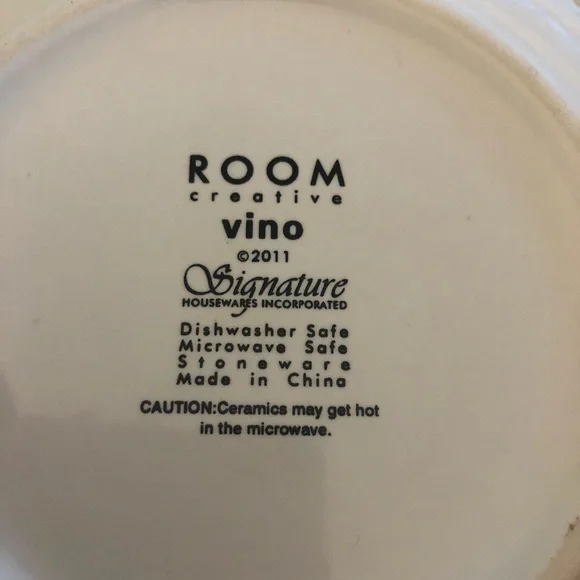 ROOM
creative
vino
©2011
Signature
HOUSEWARES INCORPORATED
Dishwasher Safe
Microwave Safe
Stoneware
Made in China
CAUTION:Ceramics may get hot
in the microwave.